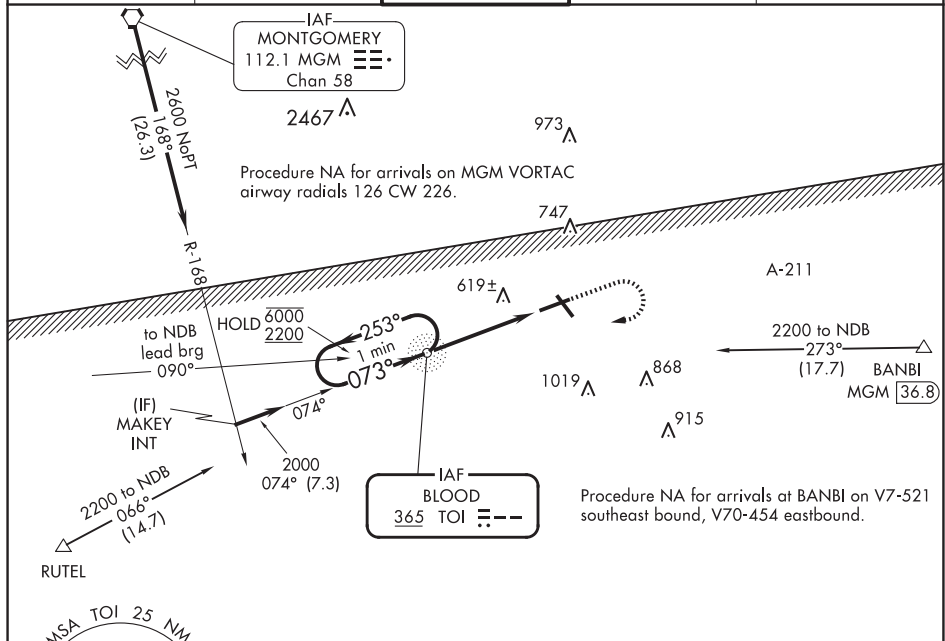 IAF
MONTGOMERY
112.1 MGM
Chan 58
2600 NoPT
168°
(26.3)
2467
973
Procedure NA for arrivals on MGM VORTAC
airway radials 126 CW 226.
747
R-168
A-211
619±
HOLD 6000
2200
253°
1 min
073°
to NDB
lead brg
090°
2200 to NDB
273°
(17.7)
BANBI
MGM 36.8
1019
868
915
074°
(IF)
MAKEY
INT
2000
074° (7.3)
2200 to NDB
066°
(14.7)
RUTEL
IAF
BLOOD
365 TOI
Procedure NA for arrivals at BANBI on V7-521
southeast bound, V70-454 eastbound.
MSA TOI 25 NM